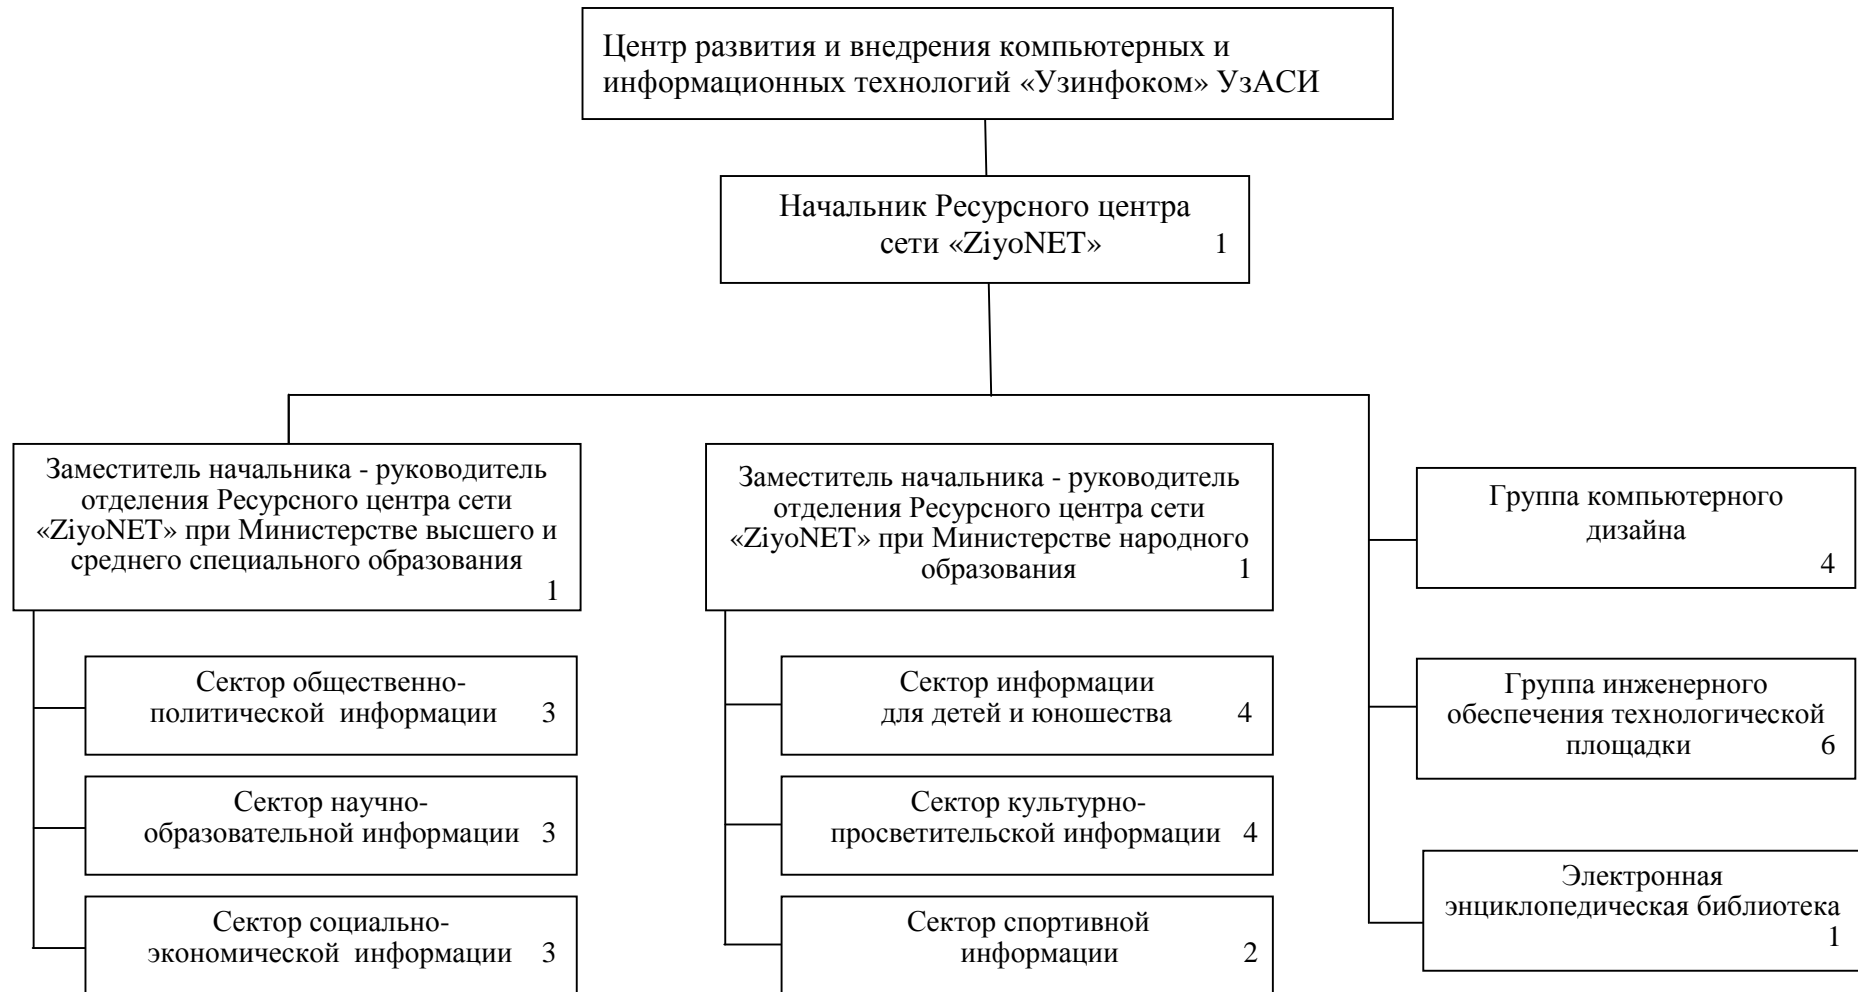 Центр развития и внедрения компьютерных и
информационных технологий «Узинфоком» УзАСИ
Начальник Ресурсного центра
сети «ZiyoNET» 1
Заместитель начальника - руководитель
отделения Ресурсного центра сети
«ZiyoNET» при Министерстве высшего и
среднего специального образования
1
Сектор общественно-
политической информации 3
Сектор научно-
образовательной информации 3
Сектор социально-
экономической информации 3
Заместитель начальника - руководитель
отделения Ресурсного центра сети
«ZiyoNET» при Министерстве народного
образования 1
Сектор информации
для детей и юношества 4
Сектор культурно-
просветительской информации 4
Сектор спортивной
информации 2
Группа компьютерного
дизайна
4
Группа инженерного
обеспечения технологической
площадки 6
Электронная
энциклопедическая библиотека
1